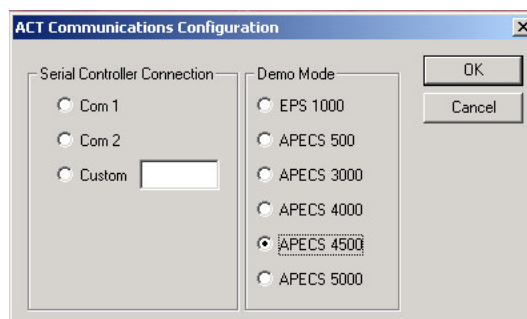 ACT Communications Configuration
Serial Controller Connection
Com 1
Com 2
Custom
Demo Mode
EPS 1000
APECS 500
APECS 3000
APECS 4000
APECS 4500
APECS 5000
OK
Cancel